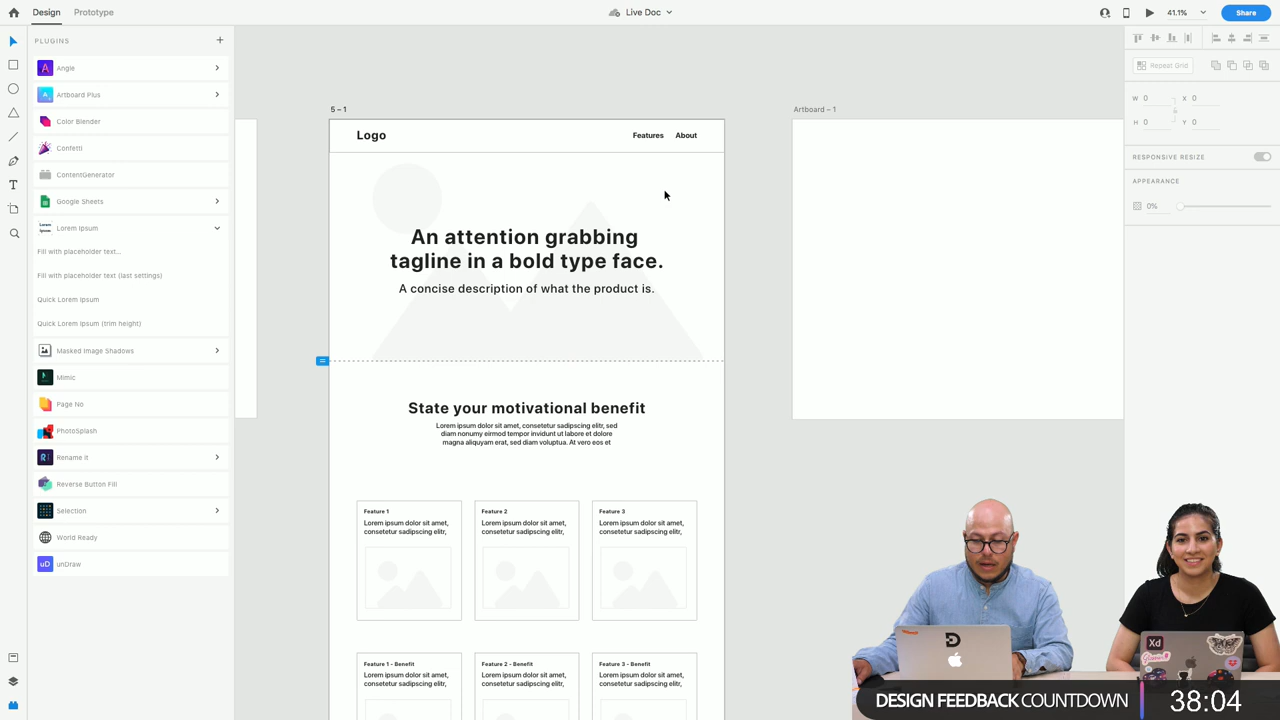 Design Prototype
Live Doc
41.1%
Share
PLUGINS
Angle
Artboard Plus
Color Blender
Confetti
ContentGenerator
Google Sheets
Lorem Ipsum
Fill with placeholder text...
Fill with placeholder text (last settings)
Quick Lorem Ipsum
Quick Lorem Ipsum (trim height)
Masked Image Shadows
Mimic
Page No
PhotoSplash
Rename It
Reverse Button Fill
Selection
World Ready
uD unDraw
5 – 1
Logo
Features About
An attention grabbing
tagline in a bold type face.
A concise description of what the product is.
State your motivational benefit
Lorem ipsum dolor sit amet, consetetur sadipscing elitr, sed
diam nonumy eirmod tempor invidunt ut labore et dolore
magna aliquyam erat, sed diam voluptua. At vero eos et
Feature 1
Lorem ipsum dolor sit amet,
consetetur sadipscing elitr,
Feature 2
Lorem ipsum dolor sit amet,
consetetur sadipscing elitr,
Feature 3
Lorem ipsum dolor sit amet,
consetetur sadipscing elitr,
Feature 1 - Benefit
Lorem ipsum dolor sit amet,
consetetur sadipscing elitr,
Feature 2 - Benefit
Lorem ipsum dolor sit amet,
consetetur sadipscing elitr,
Feature 3 - Benefit
Lorem ipsum dolor sit amet,
consetetur sadipscing elitr,
Artboard – 1
Repeat Grid
W 0 X 0
H 0 Y 0
RESPONSIVE RESIZE
APPEARANCE
0%
Xd
DESIGN FEEDBACK COUNTDOWN 38:04